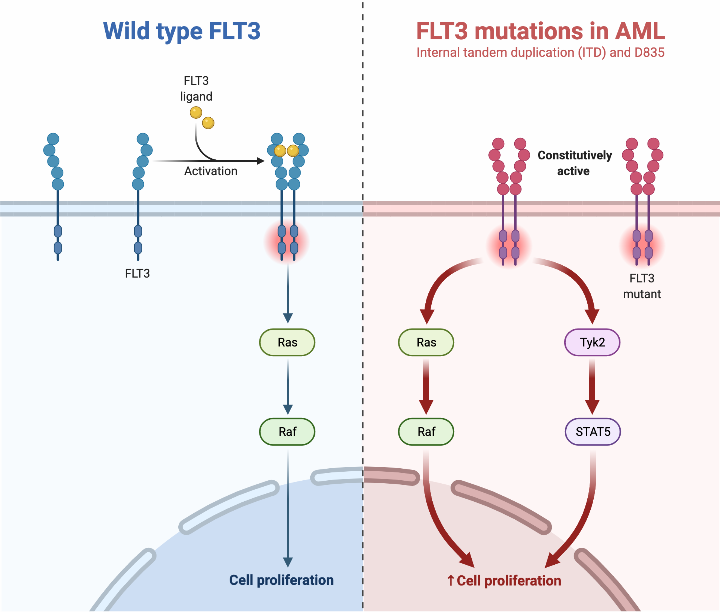 Wild type FLT3
FLT3 mutations in AML
Internal tandem duplication (ITD) and D835
FLT3
ligand
Activation
FLT3
Constitutively
active
FLT3
mutant
Ras
Raf
Cell proliferation
Ras
Tyk2
Raf
STAT5
↑Cell proliferation